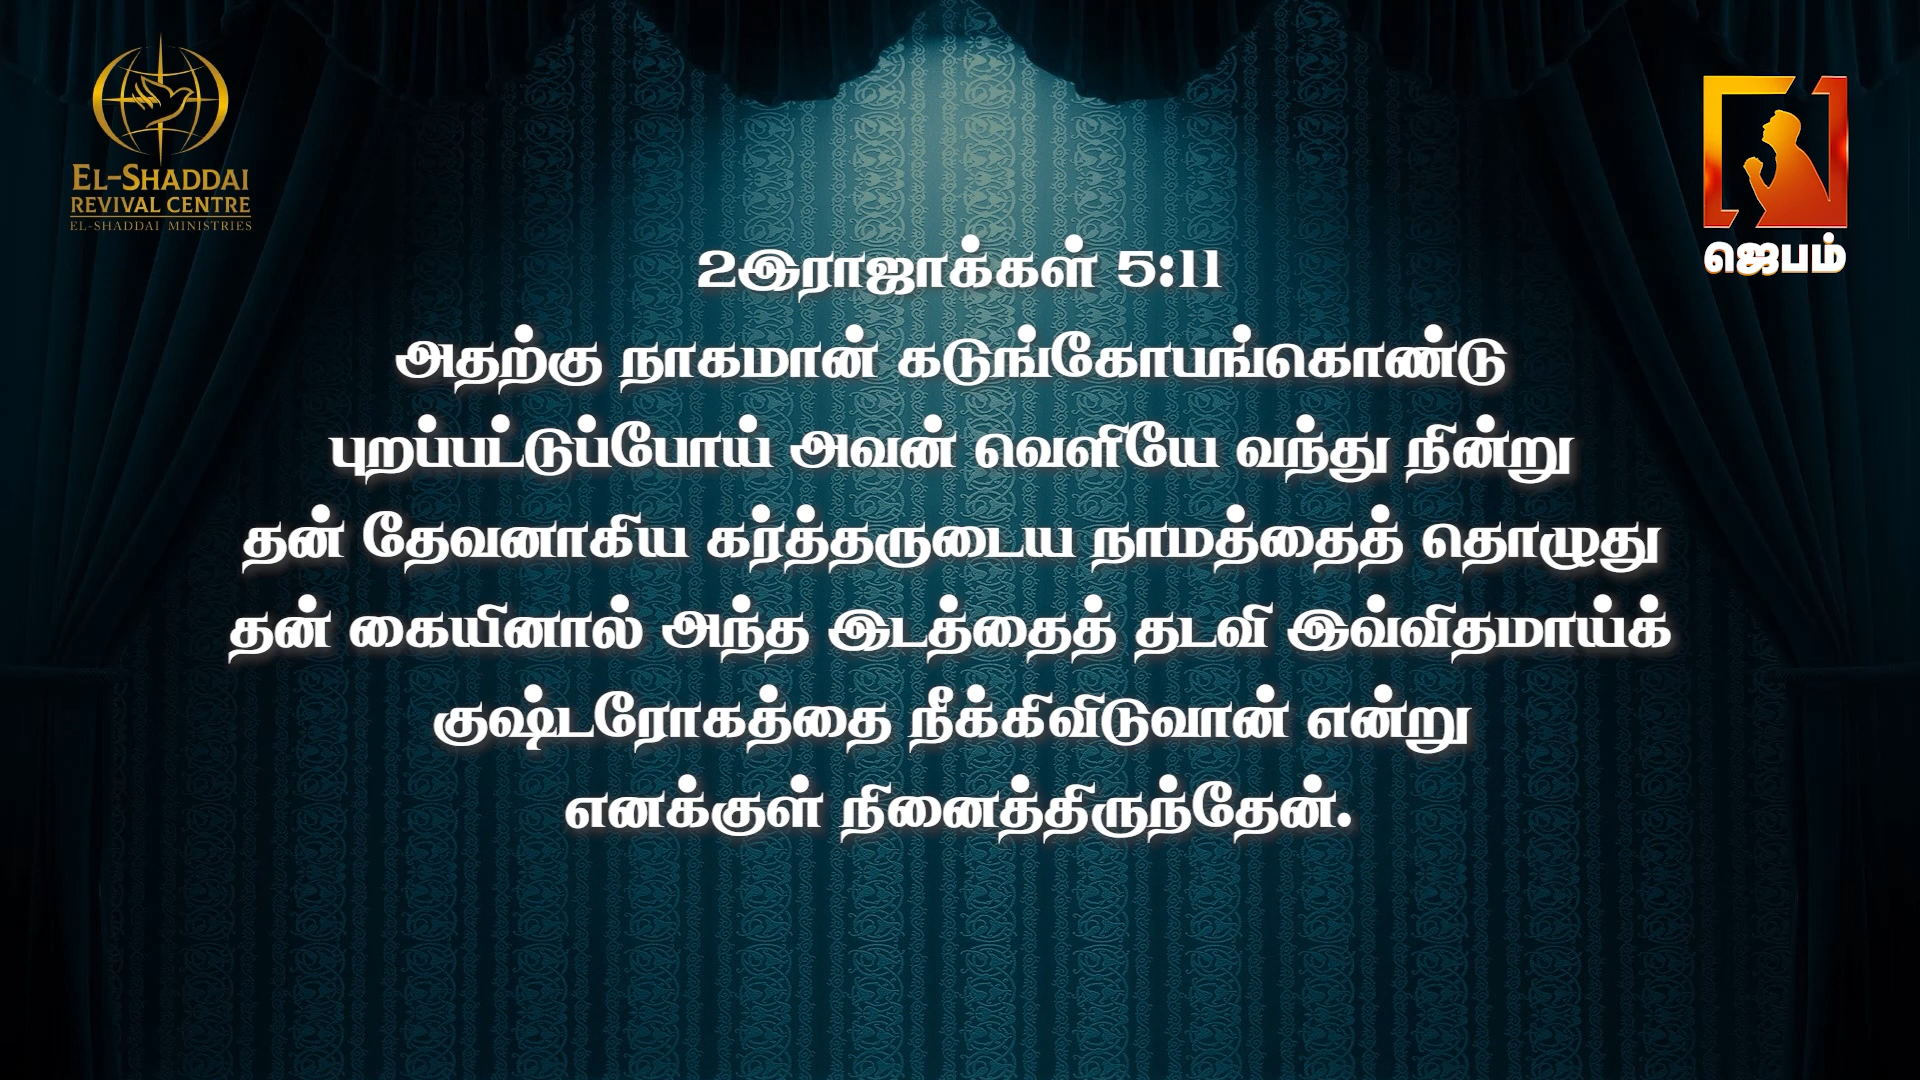 EL-SHADDAI
REVIVAL CENTRE
EL-SHADDAI MINISTRIES
ஜெபம்
2இராஜாக்கள் 5:11
அதற்கு நாகமான் கடுங்கோபங்கொண்டு
புறப்பட்டுப்போய் அவன் வெளியே வந்து நின்று
தன் தேவனாகிய கர்த்தருடைய நாமத்தைத் தொழுது
தன் கையினால் அந்த இடத்தைத் தடவி இவ்விதமாய்க்
குஷ்டரோகத்தை நீக்கிவிடுவான் என்று
எனக்குள் நினைத்திருந்தேன்.